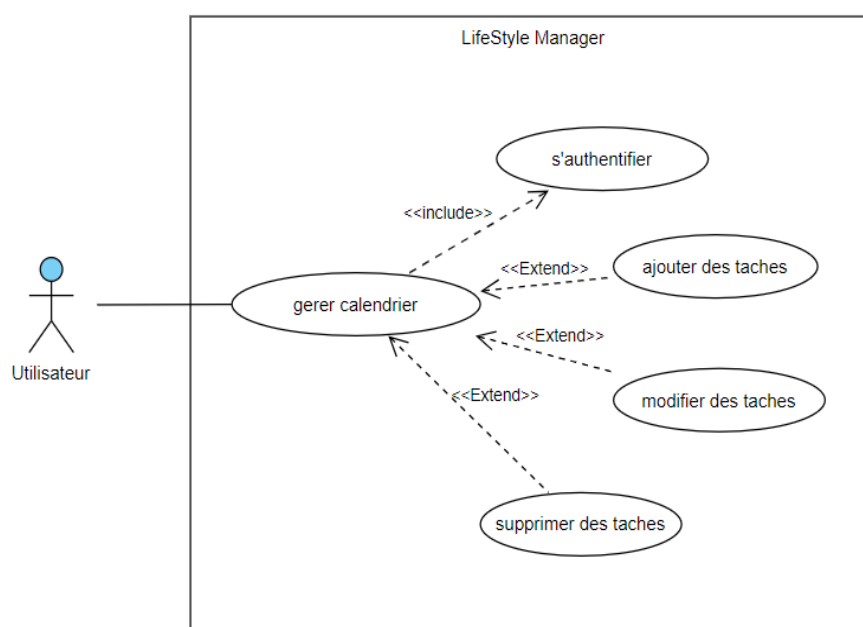 LifeStyle Manager
s'authentifier
<<include>>
<<Extend>>
ajouter des taches
gerer calendrier
<<Extend>>
Utilisateur
<<Extend>>
modifier des taches
supprimer des taches